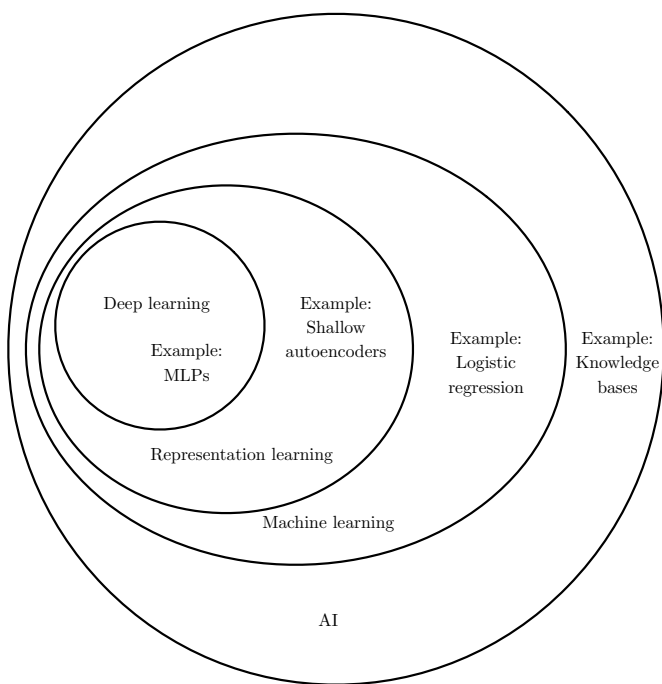 Deep learning
Example:
MLPs
Example:
Shallow
autoencoders
Example:
Logistic
regression
Example:
Knowledge
bases
Representation learning
Machine learning
AI